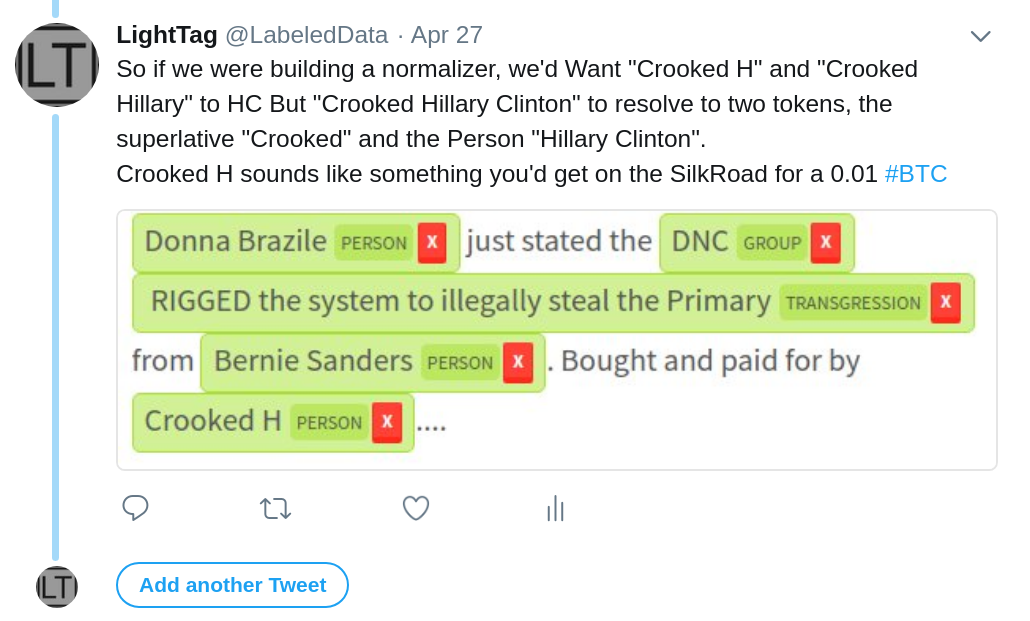 LT
LightTag @LabeledData · Apr 27
So if we were building a normalizer, we'd Want "Crooked H" and "Crooked
Hillary" to HC But "Crooked Hillary Clinton" to resolve to two tokens, the
superlative "Crooked" and the Person "Hillary Clinton".
Crooked H sounds like something you'd get on the SilkRoad for a 0.01 #BTC
Donna Brazile PERSON X just stated the DNC GROUP X
RIGGED the system to illegally steal the Primary TRANSGRESSION X
from Bernie Sanders PERSON X . Bought and paid for by
Crooked H PERSON X ....
LT
Add another Tweet